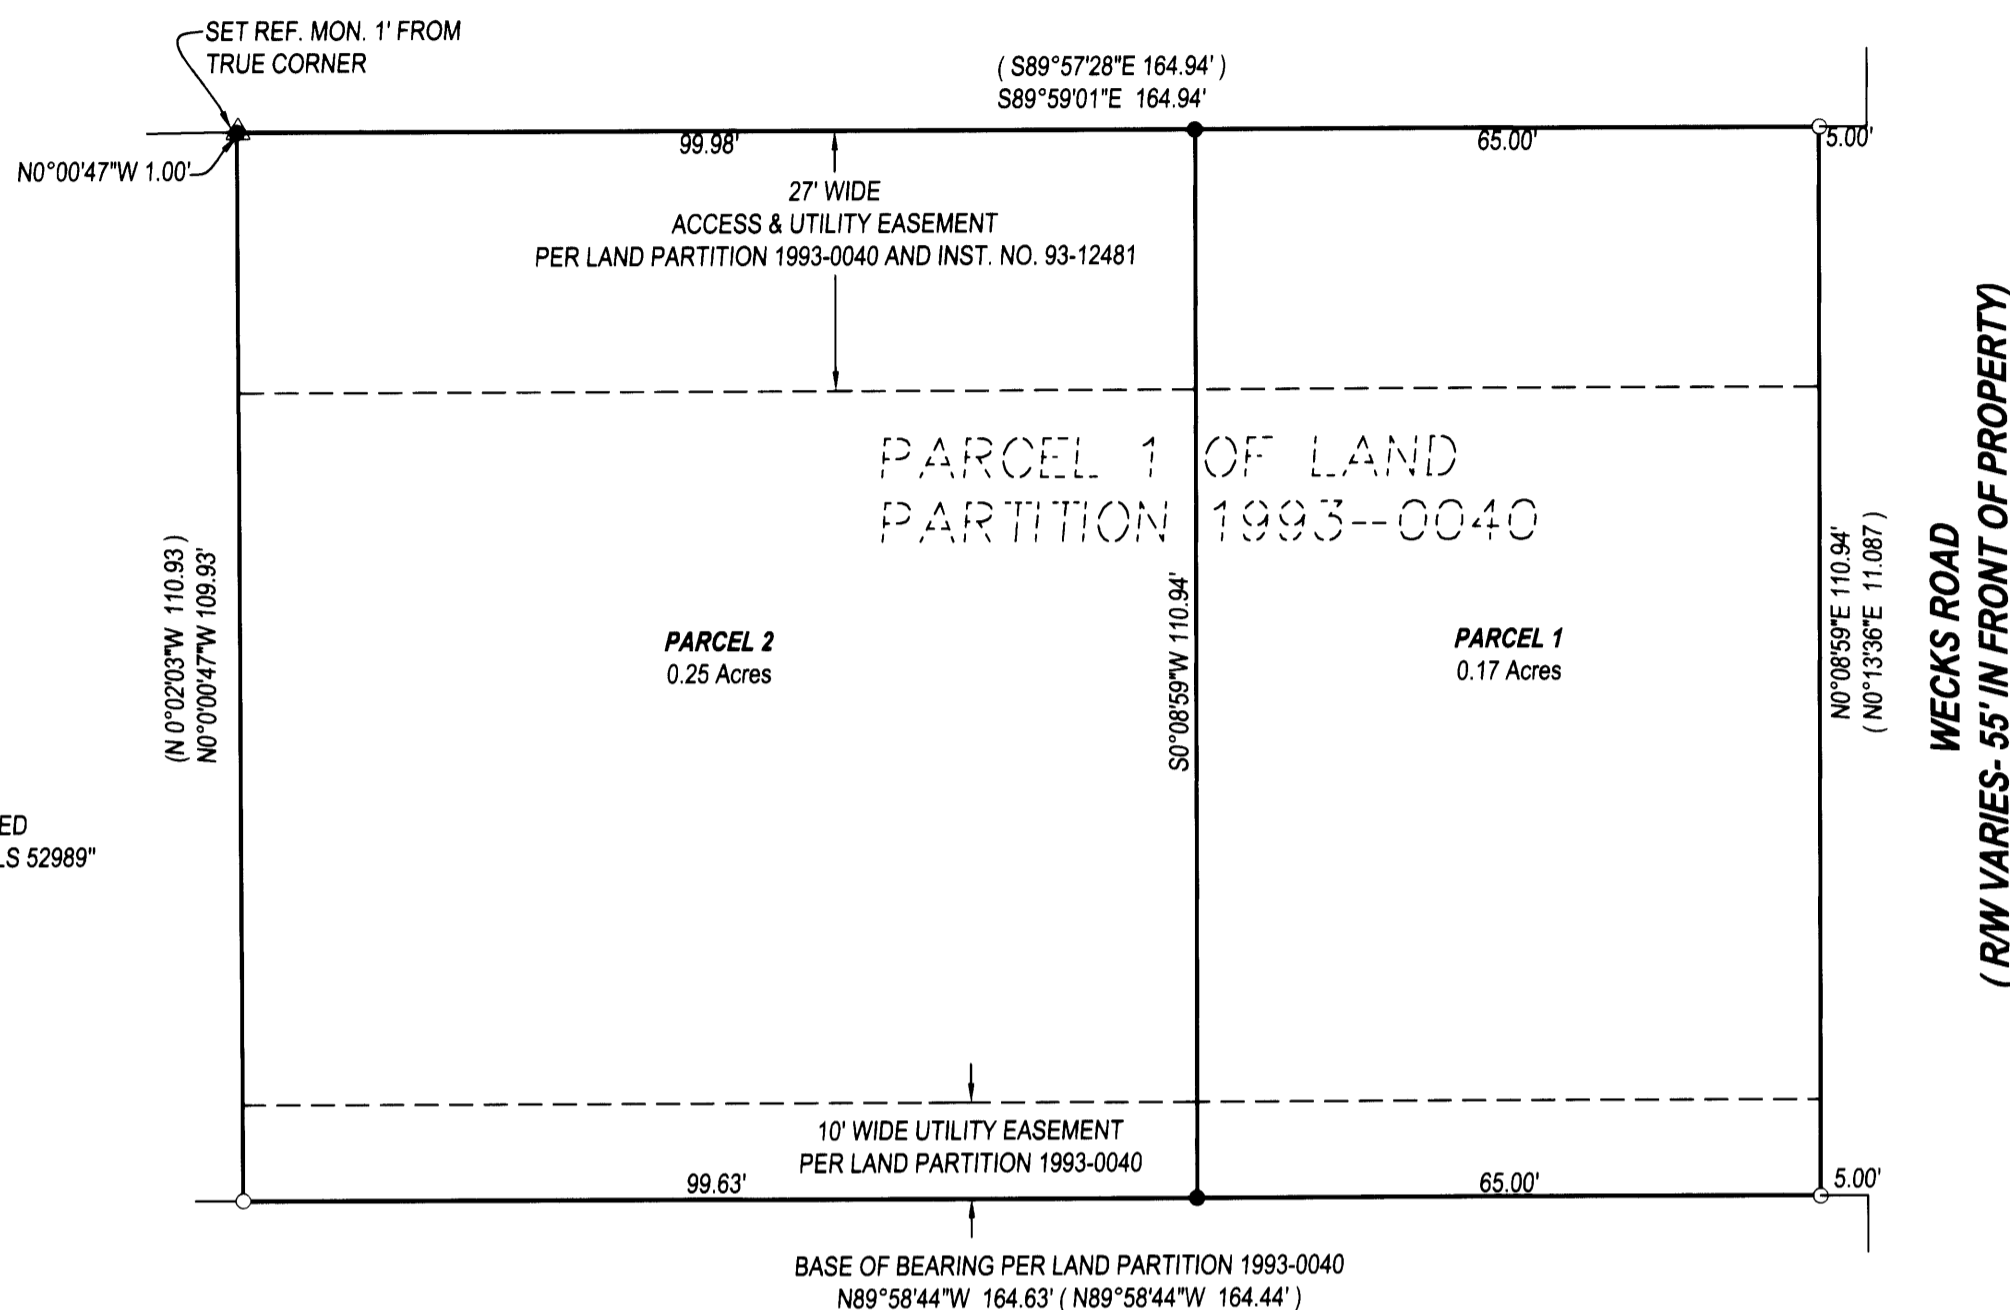 SET REF. MON. 1' FROM
TRUE CORNER
( S89°57'28"E 164.94' )
S89°59'01"E 164.94'
99.98'
65.00'
5.00'
N0°00'47"W 1.00'
27' WIDE
ACCESS & UTILITY EASEMENT
PER LAND PARTITION 1993-0040 AND INST. NO. 93-12481
PARCEL 1 OF LAND
PARTITION 1993--0040
(N 0°02'03"W 110.93 )
N0°00'47"W 109.93'
PARCEL 2
0.25 Acres
S0°08'59"W 110.94'
PARCEL 1
0.17 Acres
N0°08'59"E 110.94'
( N0°13'36"E 11.087 )
WECKS ROAD
( R/W VARIES- 55' IN FRONT OF PROPERTY)
ED
LS 52989"
10' WIDE UTILITY EASEMENT
PER LAND PARTITION 1993-0040
99.63'
65.00'
5.00'
BASE OF BEARING PER LAND PARTITION 1993-0040
N89°58'44"W 164.63' ( N89°58'44"W 164.44' )